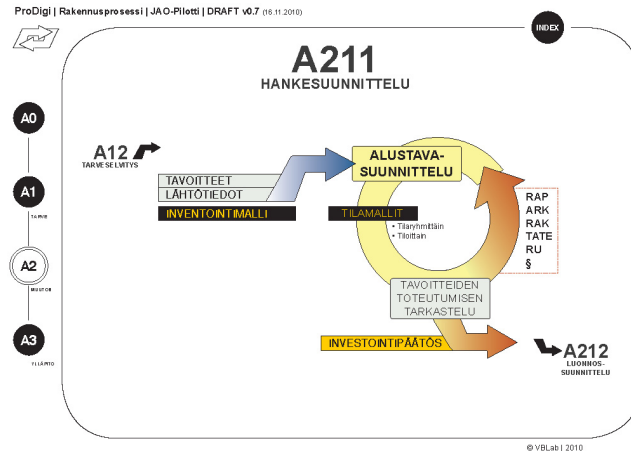 ProDigi | Rakennusprosessi | JAO-Pilotti | DRAFT v0.7 (16.11.2010)
INDEX
A211
HANKESUUNNITTELU
A0
A12
TARVESELVITYS
ALUSTAVA-
SUUNNITTELU
TAVOITTEET
LÄHTÖTIEDOT
INVENTOINTIMALLI
TILAMALLIT
• Tilaryhmittäin
• Tiloittain
RAP
ARK
RAK
TATE
RU
§
A1
TARVE
A2
MUUTOS
TAVOITTEIDEN
TOTEUTUMISEN
TARKASTELU
A3
YLLÄPITO
INVESTOINTIPÄÄTÖS
A212
LUONNOS-
SUUNNITTELU
© VBLab | 2010